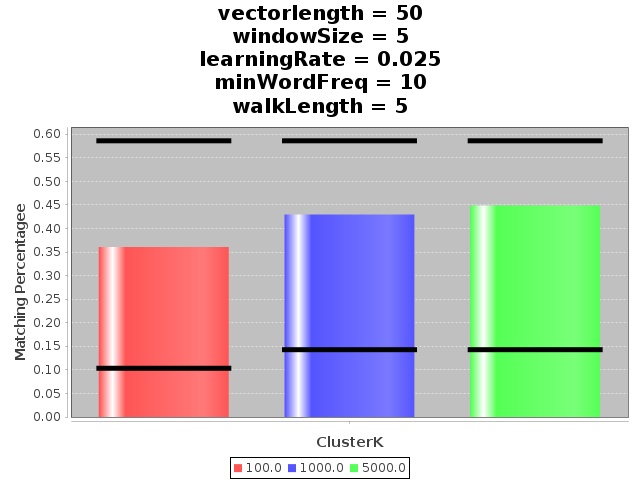 vectorlength = 50
windowSize = 5
learningRate = 0.025
minWordFreq = 10
walkLength = 5
0.60
0.55
0.50
0.45
0.40
0.35
0.30
0.25
0.20
0.15
0.10
0.05
0.00
Matching Percentagee
ClusterK
100.0 1000.0 5000.0